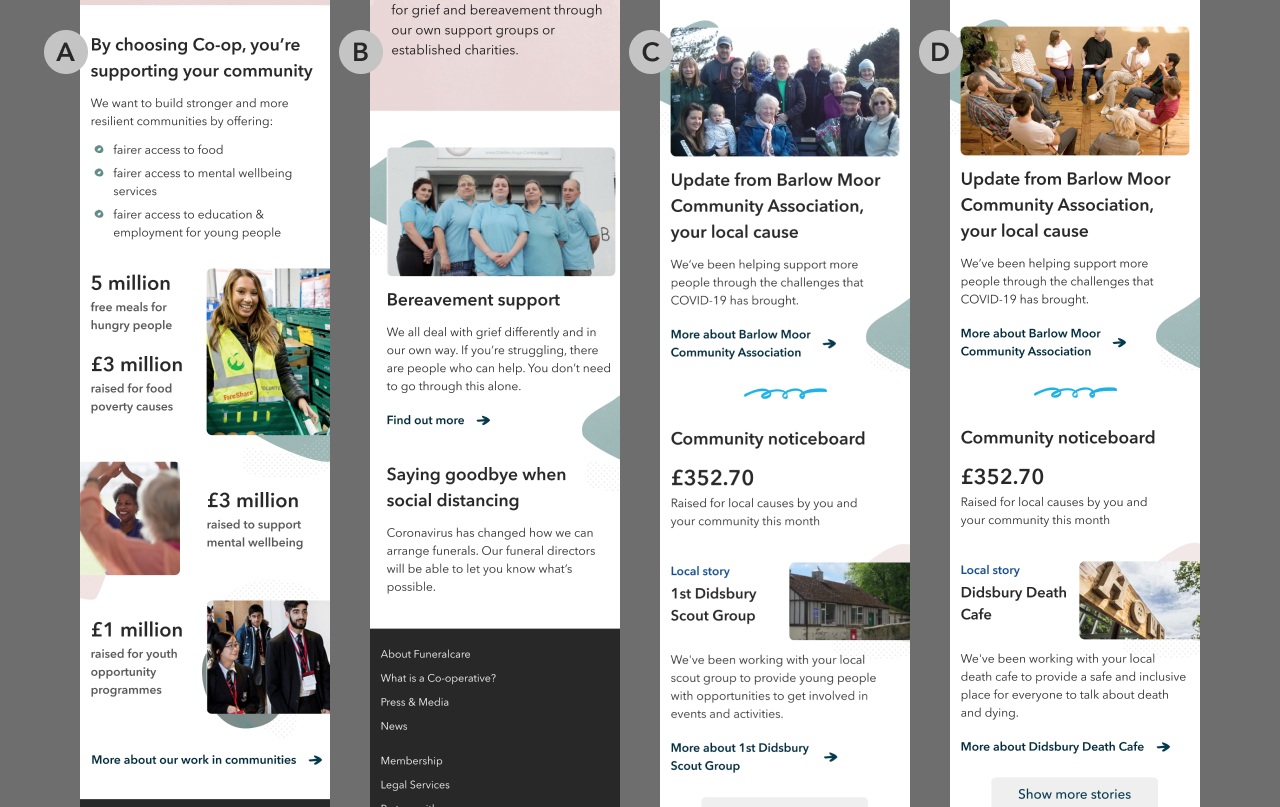 A
By choosing Co-op, you’re
supporting your community
We want to build stronger and more
resilient communities by offering:
fairer access to food
fairer access to mental wellbeing
services
fairer access to education &
employment for young people
5 million
free meals for
hungry people
£3 million
raised for food
poverty causes
FareShare
£3 million
raised to support
mental wellbeing
£1 million
raised for youth
opportunity
programmes
More about our work in communities
B
for grief and bereavement through
our own support groups or
established charities.
Bereavement support
We all deal with grief differently and in
our own way. If you’re struggling, there
are people who can help. You don’t need
to go through this alone.
Find out more
Saying goodbye when
social distancing
Coronavirus has changed how we can
arrange funerals. Our funeral directors
will be able to let you know what’s
possible.
About Funeralcare
What is a Co-operative?
Press & Media
News
Membership
Legal Services
C
Update from Barlow Moor
Community Association,
your local cause
We’ve been helping support more
people through the challenges that
COVID-19 has brought.
More about Barlow Moor
Community Association
Community noticeboard
£352.70
Raised for local causes by you and
your community this month
Local story
1st Didsbury
Scout Group
We've been working with your local
scout group to provide young people
with opportunities to get involved in
events and activities.
More about 1st Didsbury
Scout Group
D
Update from Barlow Moor
Community Association,
your local cause
We’ve been helping support more
people through the challenges that
COVID-19 has brought.
More about Barlow Moor
Community Association
Community noticeboard
£352.70
Raised for local causes by you and
your community this month
Local story
Didsbury Death
Cafe
We've been working with your local
death cafe to provide a safe and inclusive
place for everyone to talk about death
and dying.
More about Didsbury Death Cafe
Show more stories